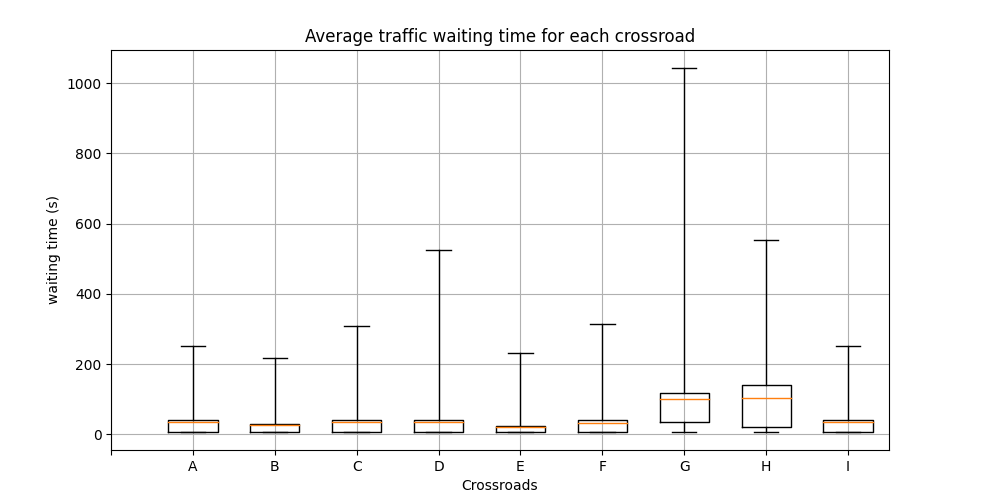 Average traffic waiting time for each crossroad
1000
800
600
400
200
0
waiting time (s)
A B C D E F G H I
Crossroads